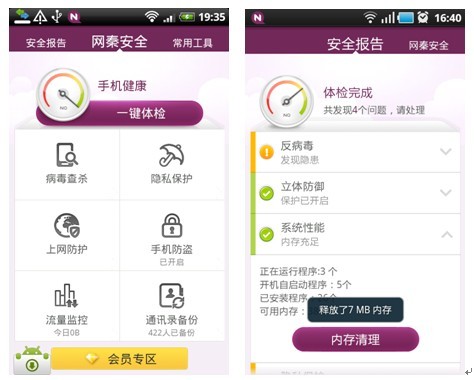 19:35
安全报告 网秦安全 常用工具
手机健康
NQ
一键体检
病毒查杀
隐私保护
上网防护
手机防盗
已开启
流量监控
今日0B
通讯录备份
422人已备份
会员专区
16:40
安全报告 网秦安全
体检完成
共发现4个问题，请处理
NQ
反病毒
发现隐患
立体防御
保护已开启
系统性能
内存充足
正在运行程序:3 个
开机自启动程序：5个
已安装程序：
可用内存：
释放了7 MB 内存
内存清理